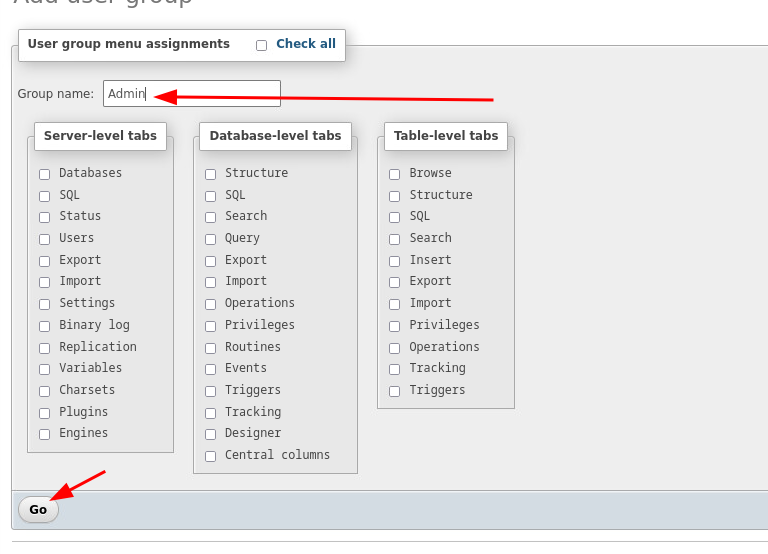 Add user group
User group menu assignments Check all
Group name: Admin
Server-level tabs
Databases
SQL
Status
Users
Export
Import
Settings
Binary log
Replication
Variables
Charsets
Plugins
Engines
Database-level tabs
Structure
SQL
Search
Query
Export
Import
Operations
Privileges
Routines
Events
Triggers
Tracking
Designer
Central columns
Table-level tabs
Browse
Structure
SQL
Search
Insert
Export
Import
Privileges
Operations
Tracking
Triggers
Go